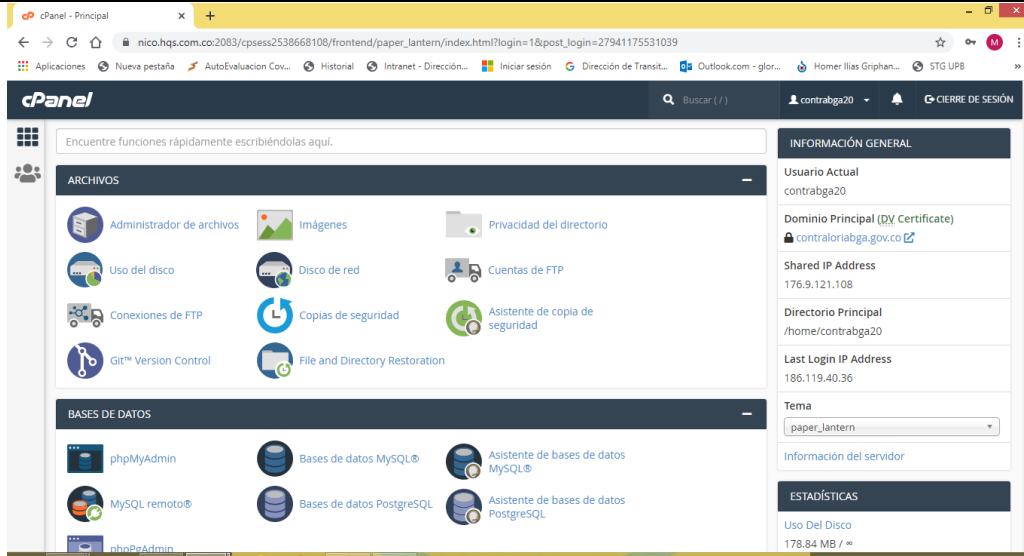 cPanel - Principal
nico.hqs.com.co:2083/cpsess2538668108/frontend/paper_lantern/index.html?login=1&post_login=27941175531039
M
Aplicaciones
Nueva pestaña
AutoEvaluacion Cov...
Historial
Intranet - Dirección...
Iniciar sesión
G Dirección de Transit...
Outlook.com - glor...
Homer Ilias Griphan...
STG UPB
»
cPanel
Buscar ( / )
contrabga20
CIERRE DE SESIÓN
Encuentre funciones rápidamente escribiéndolas aquí.
ARCHIVOS
Administrador de archivos
Imágenes
Privacidad del directorio
Uso del disco
Disco de red
Cuentas de FTP
Conexiones de FTP
Copias de seguridad
Asistente de copia de
seguridad
Git™ Version Control
File and Directory Restoration
BASES DE DATOS
phpMyAdmin
Bases de datos MySQL®
Asistente de bases de datos
MySQL®
MySQL remoto®
Bases de datos PostgreSQL
Asistente de bases de datos
PostgreSQL
phpPgAdmin
INFORMACIÓN GENERAL
Usuario Actual
contrabga20
Dominio Principal (DV Certificate)
contraloriabga.gov.co
Shared IP Address
176.9.121.108
Directorio Principal
/home/contrabga20
Last Login IP Address
186.119.40.36
Tema
paper_lantern
Información del servidor
ESTADÍSTICAS
Uso Del Disco
178.84 MB / ∞